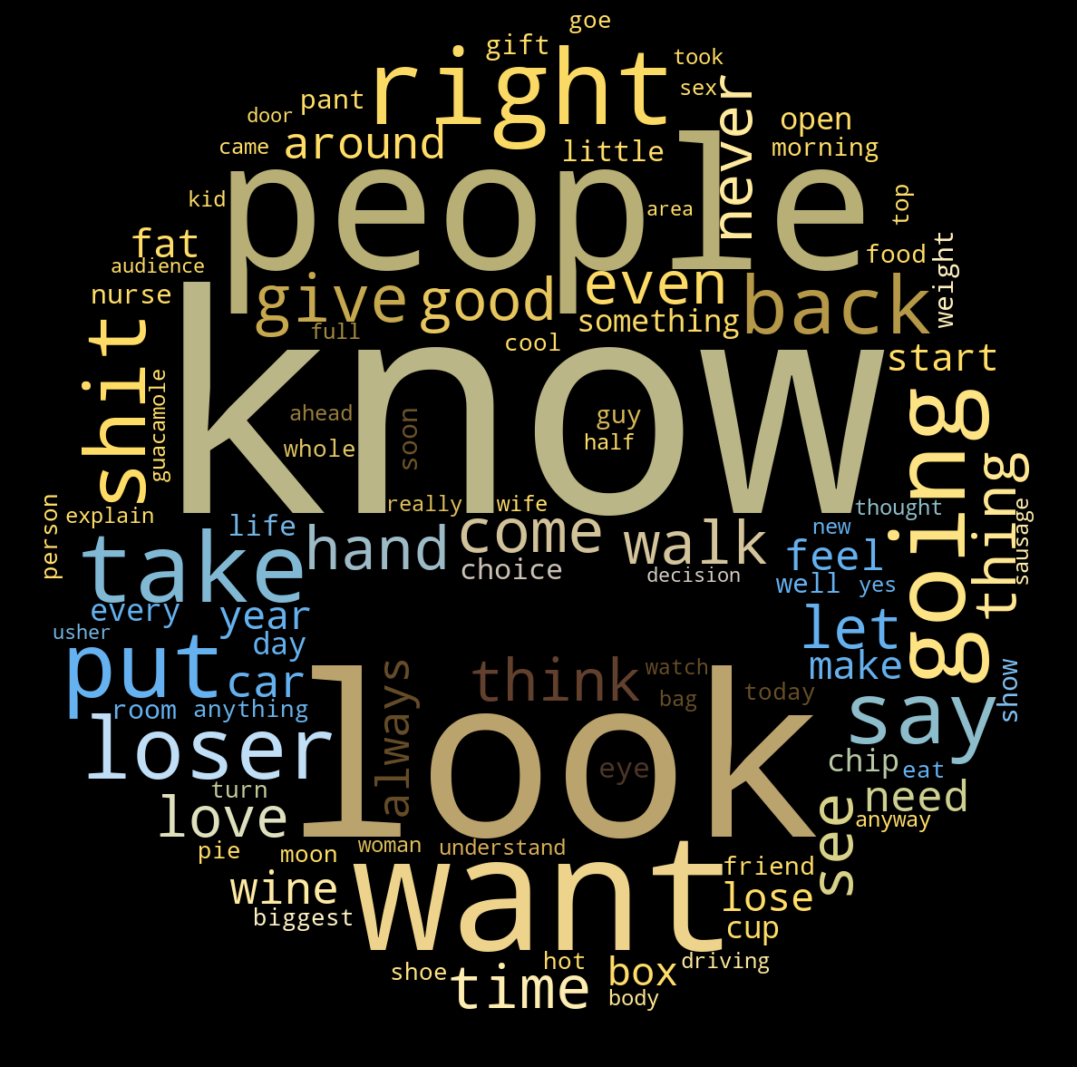 goe
gift
took
right
sex
pant
never
door
open
around
came
little
morning
people
kid
area
top
fat
food
audience
weight
nurse
give
good
even
back
something
full
cool
start
shit
know
guacamole
going
ahead
soon
guy
whole
half
thing
really
wife
person
explain
thought
sausage
life
hand
come
walk
new
take
choice
decision
feel
well
yes
every
year
let
usher
day
put
car
think
watch
make
show
room
anything
always
bag
today
say
loser
look
eye
chip
eat
turn
love
need
see
anyway
pie
moon
woman
understand
friend
wine
want
lose
biggest
cup
shoe
hot
driving
time
box
body